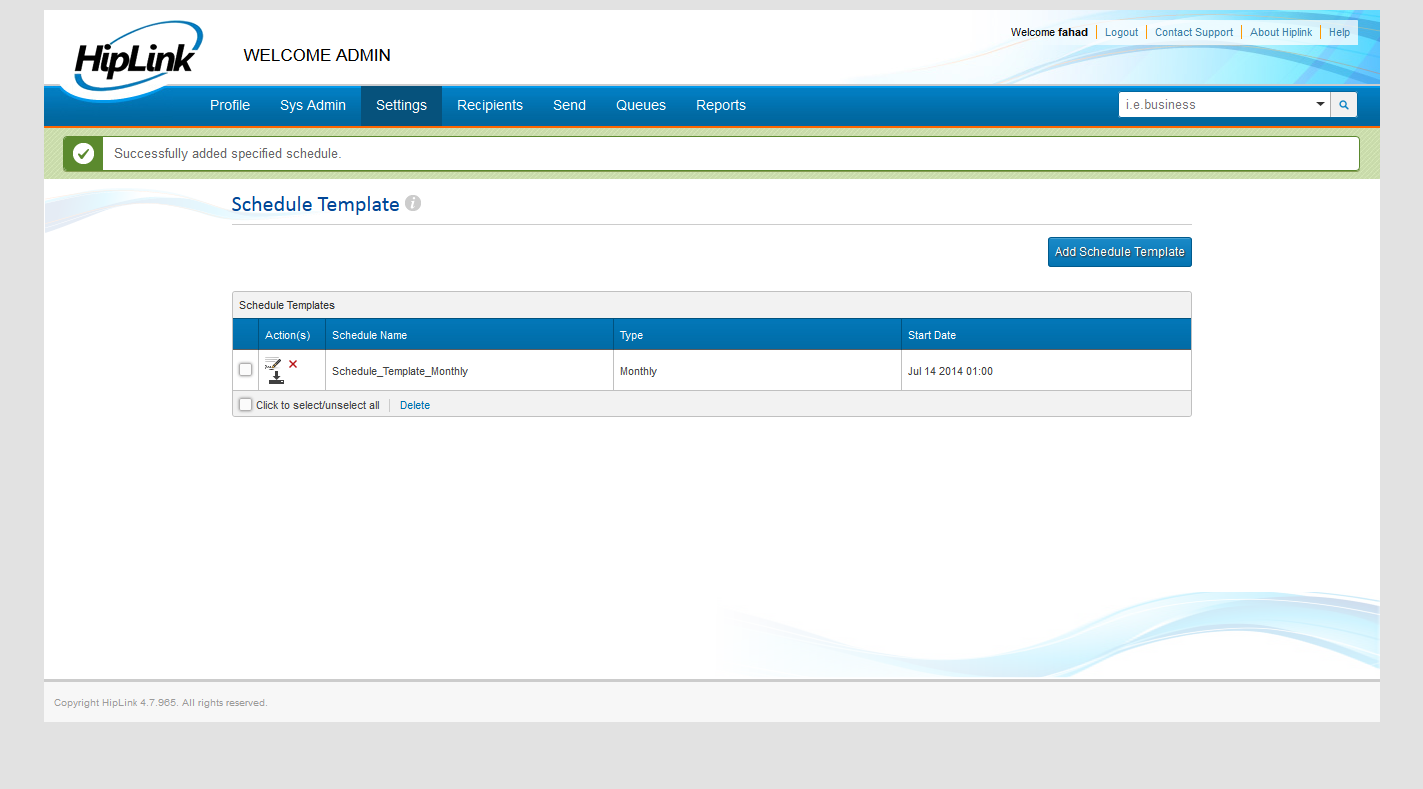 HipLink
WELCOME ADMIN
Welcome fahad Logout Contact Support About Hiplink Help
Profile Sys Admin Settings Recipients Send Queues Reports
i.e.business
Successfully added specified schedule.
Schedule Template i
Add Schedule Template
Schedule Templates
Action(s) Schedule Name Type Start Date
Schedule_Template_Monthly Monthly Jul 14 2014 01:00
Click to select/unselect all Delete
Copyright HipLink 4.7.965. All rights reserved.